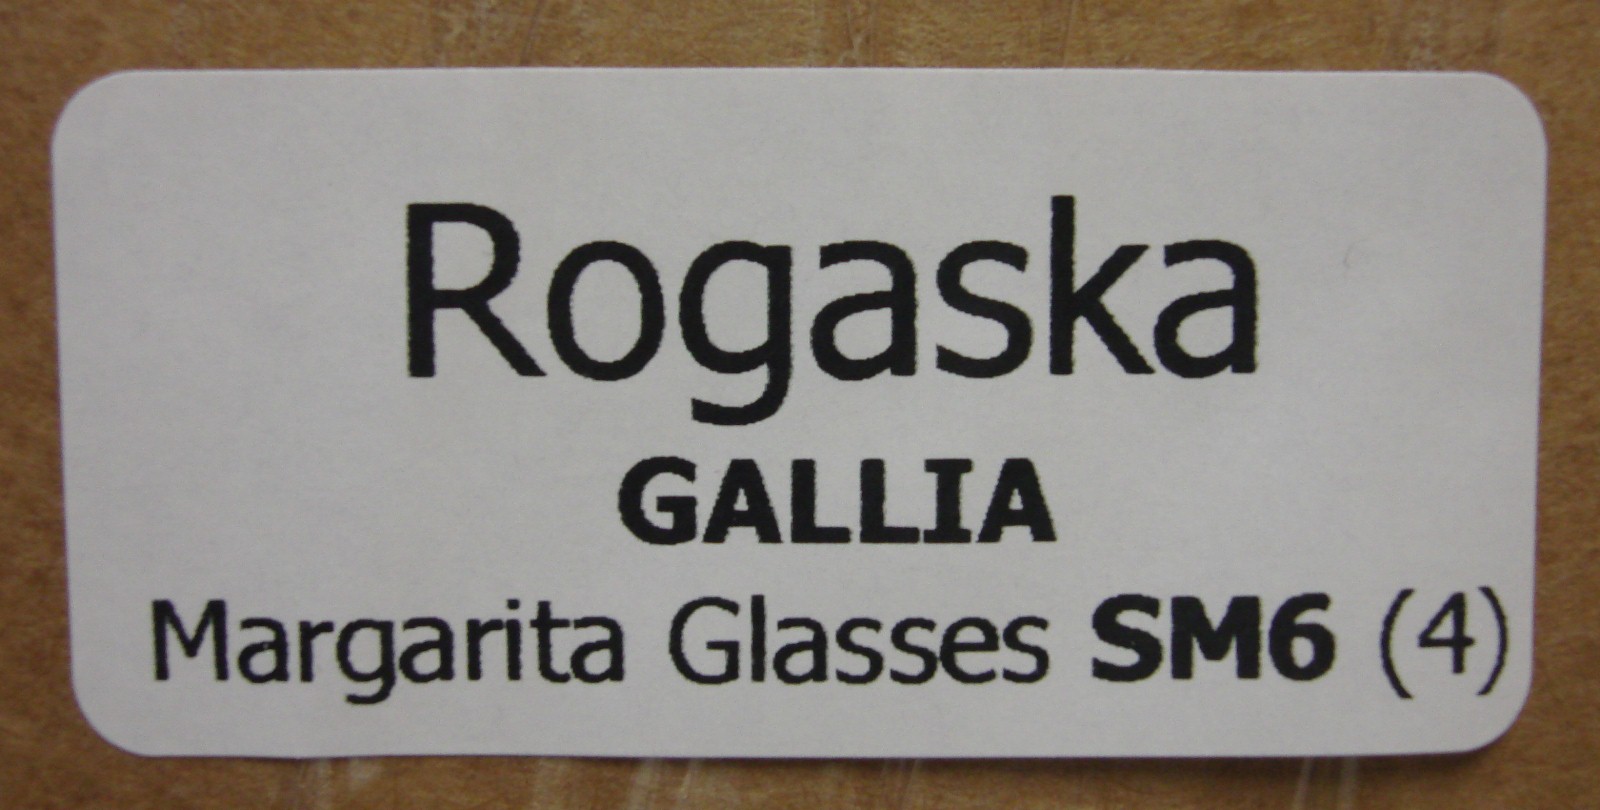 Rogaska
GALLIA
Margarita Glasses SM6 (4)